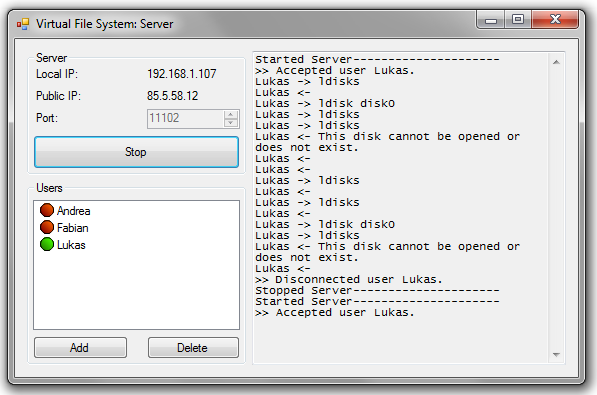 Virtual File System: Server
Server
Local IP: 192.168.1.107
Public IP: 85.5.58.12
Port: 11102
Stop
Users
Andrea
Fabian
Lukas
Add Delete
Started Server----------------------
>> Accepted user Lukas.
Lukas -> ldisks
Lukas <-
Lukas -> ldisk disk0
Lukas -> ldisks
Lukas -> ldisks
Lukas <- This disk cannot be opened or
does not exist.
Lukas <-
Lukas <-
Lukas -> ldisks
Lukas <-
Lukas -> ldisks
Lukas <-
Lukas -> ldisk disk0
Lukas -> ldisks
Lukas <- This disk cannot be opened or
does not exist.
Lukas <-
>> Disconnected user Lukas.
Stopped Server----------------------
Started Server----------------------
>> Accepted user Lukas.